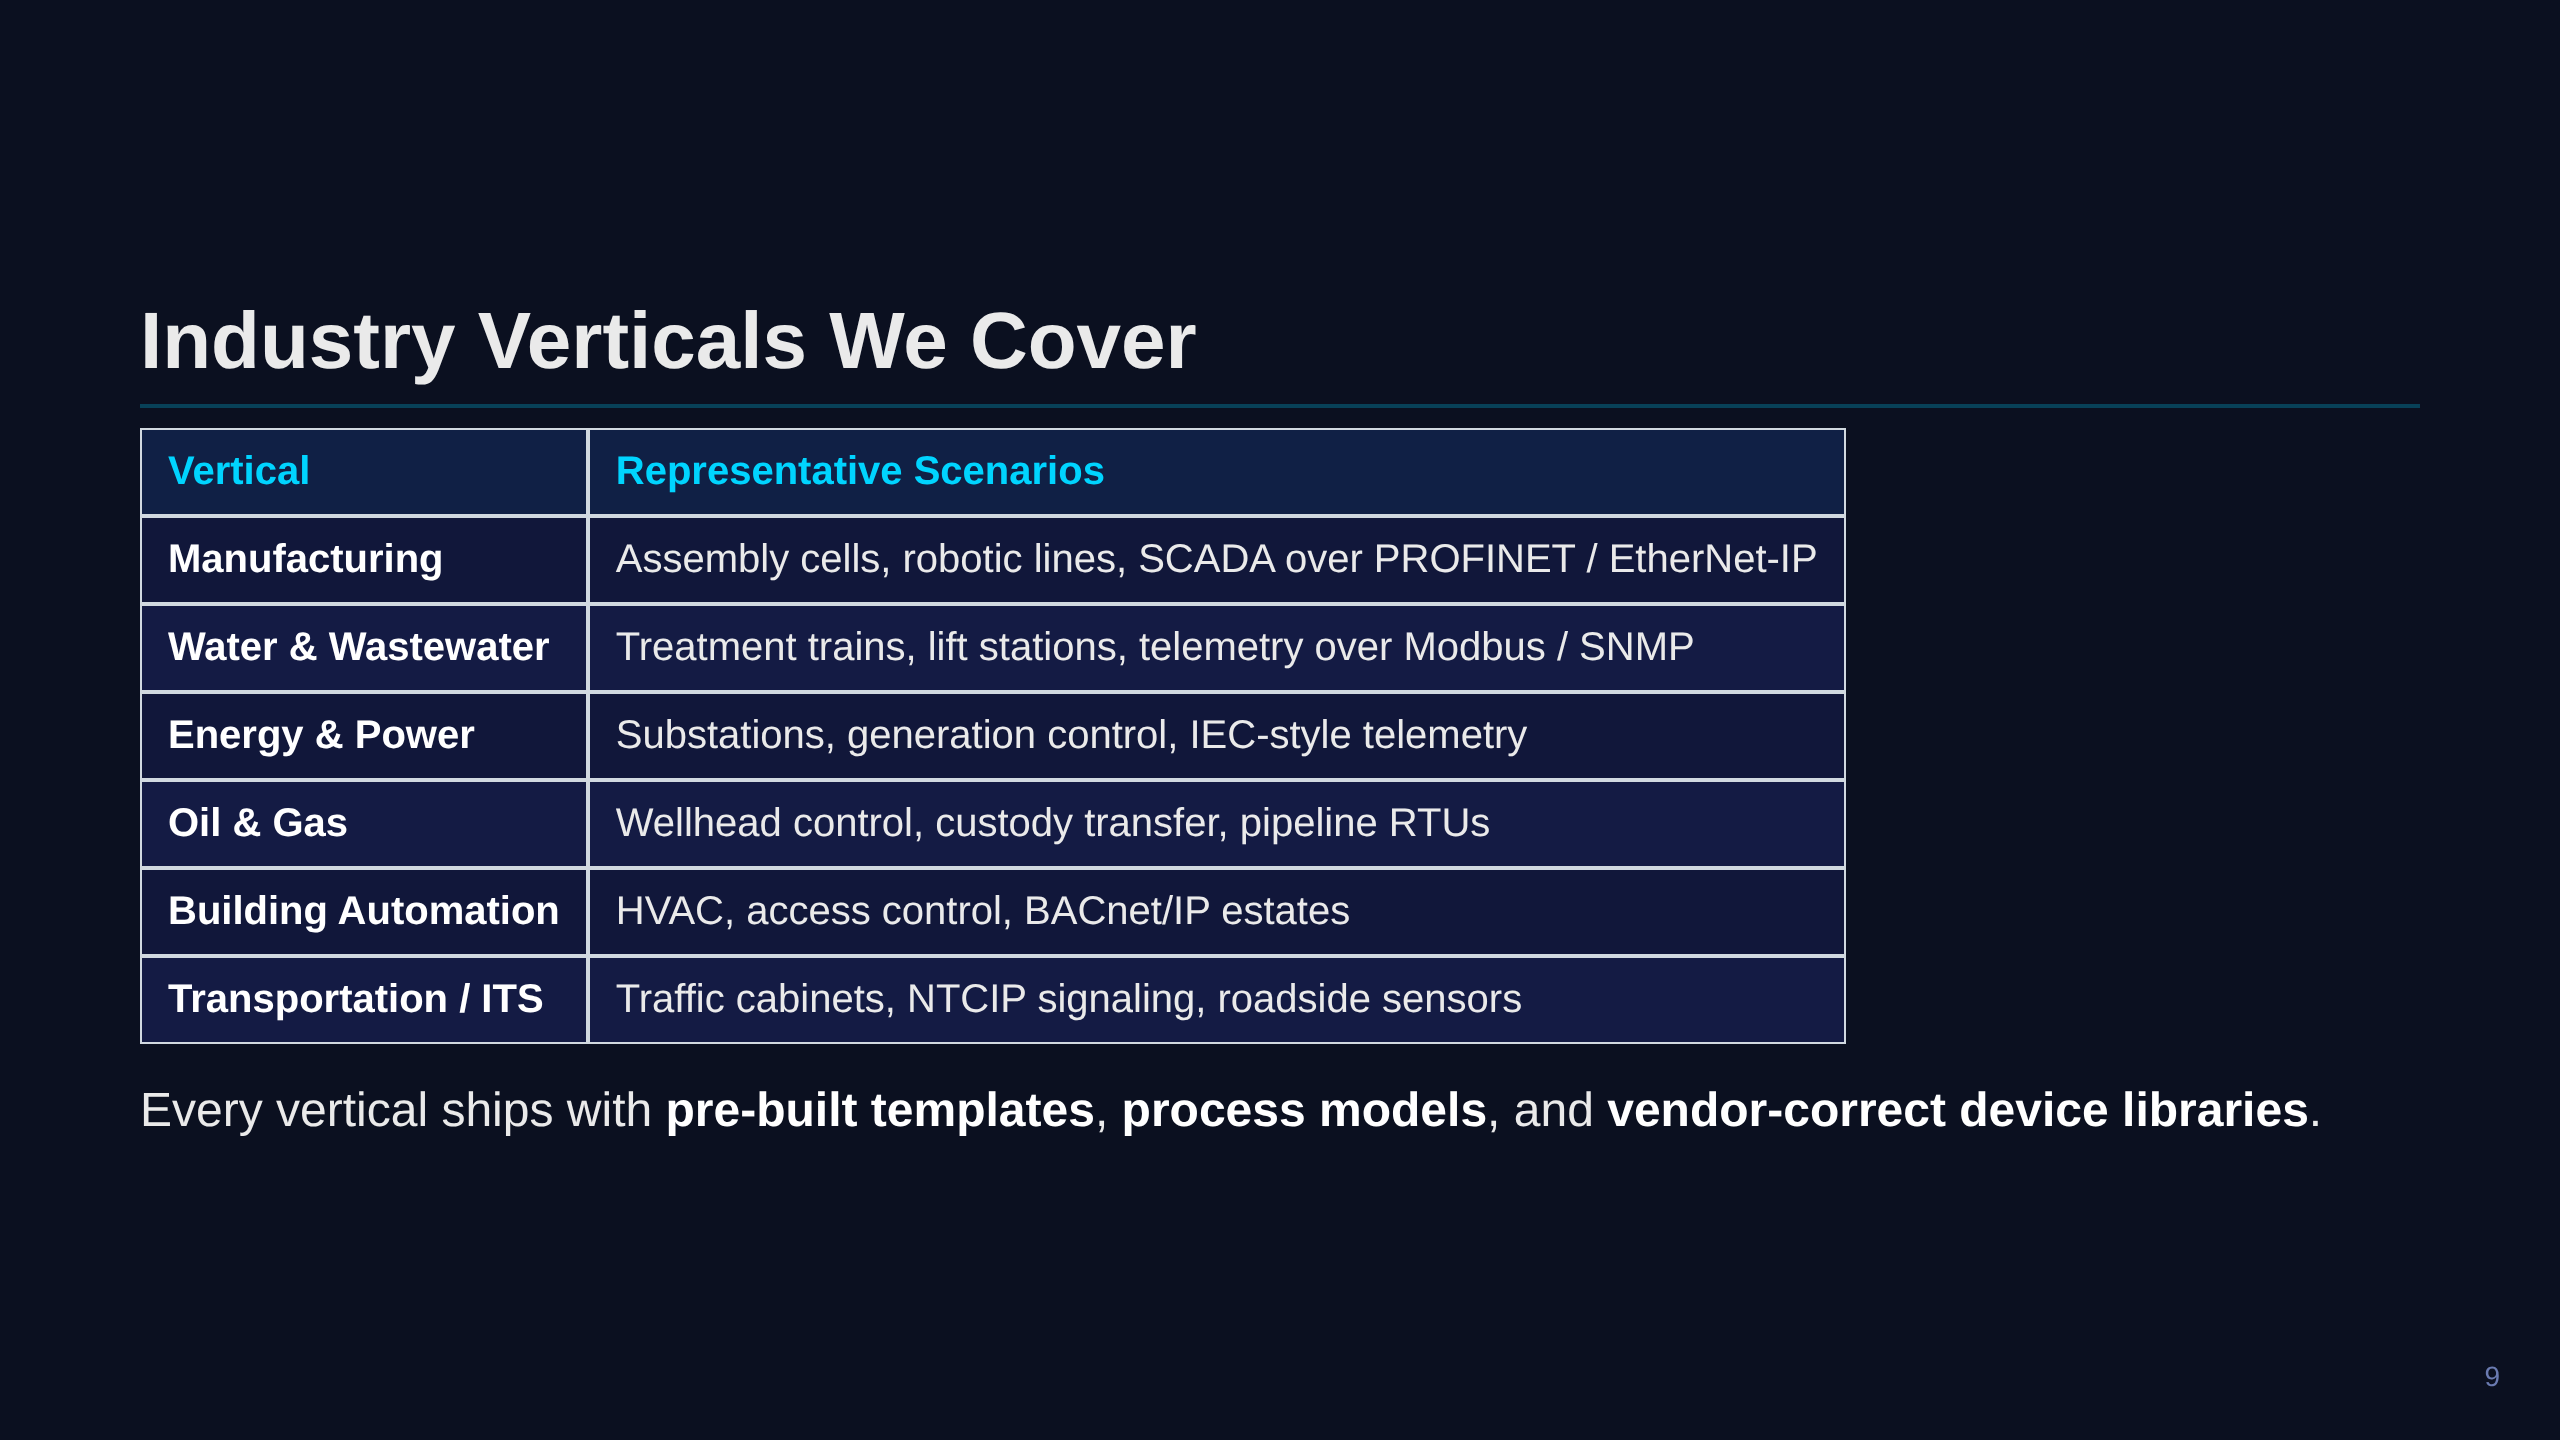 Industry Verticals We Cover
Vertical Representative Scenarios
Manufacturing Assembly cells, robotic lines, SCADA over PROFINET / EtherNet-IP
Water & Wastewater Treatment trains, lift stations, telemetry over Modbus / SNMP
Energy & Power Substations, generation control, IEC-style telemetry
Oil & Gas Wellhead control, custody transfer, pipeline RTUs
Building Automation HVAC, access control, BACnet/IP estates
Transportation / ITS Traffic cabinets, NTCIP signaling, roadside sensors
Every vertical ships with pre-built templates, process models, and vendor-correct device libraries.
9